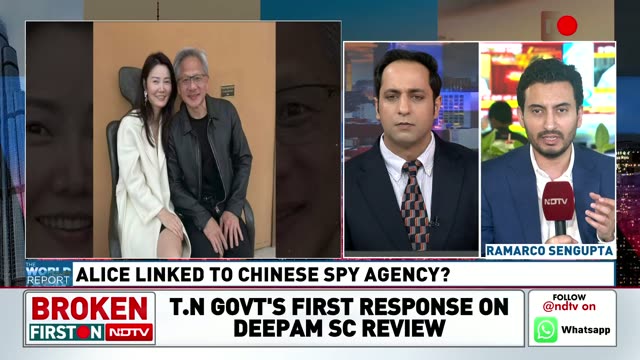 NDTV
RAMARCO SENGUPTA
THE
WORLD
REPORT
ALICE LINKED TO CHINESE SPY AGENCY?
BROKEN
FIRST ON NDTV
T.N GOVT'S FIRST RESPONSE ON
DEEPAM SC REVIEW
FOLLOW
@ndtv on
Whatsapp